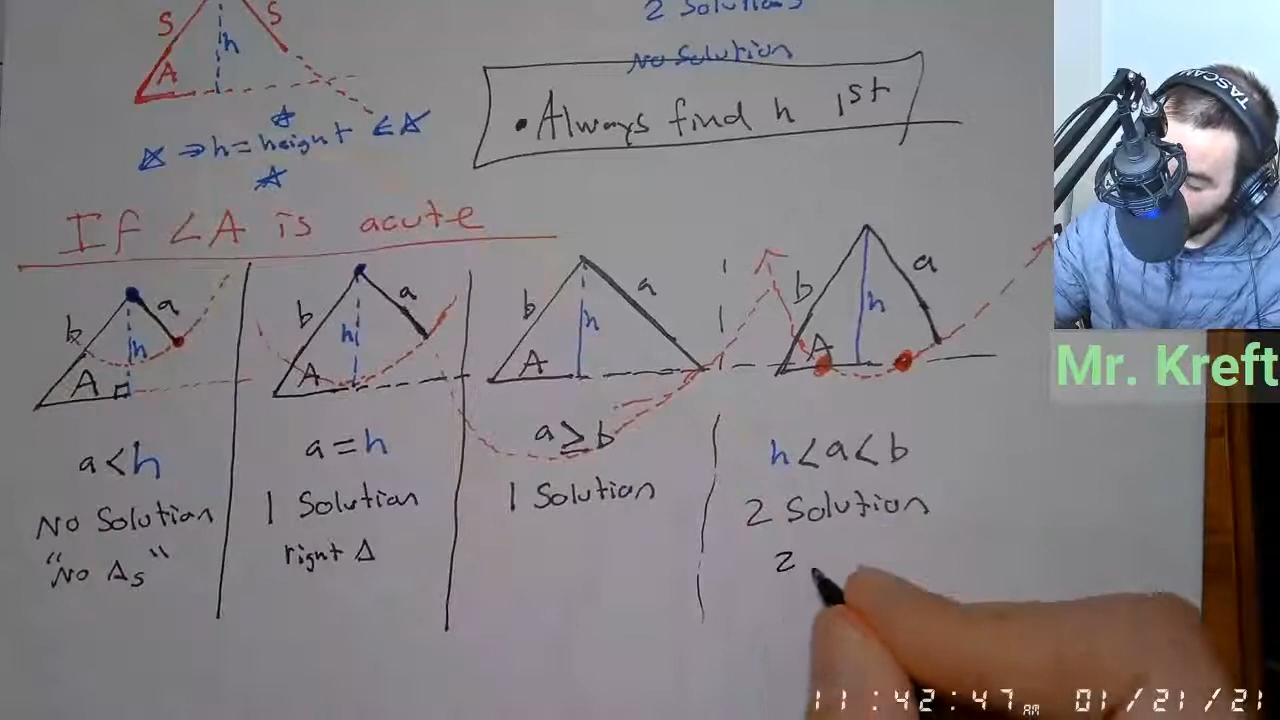 2 Solutions
No Solution
S S
h
A
• Always find h 1st
⇒ h = height
If ∠A is acute
b a
h
A
a < h
No Solution
"No Δs"
b a
h
A
a = h
1 Solution
right Δ
b a
h
A
a ≥ b
1 Solution
b a
h
A
h < a < b
2 Solution
2
TASCAM
Mr. Kreft
11:42:47 AM 01/21/21